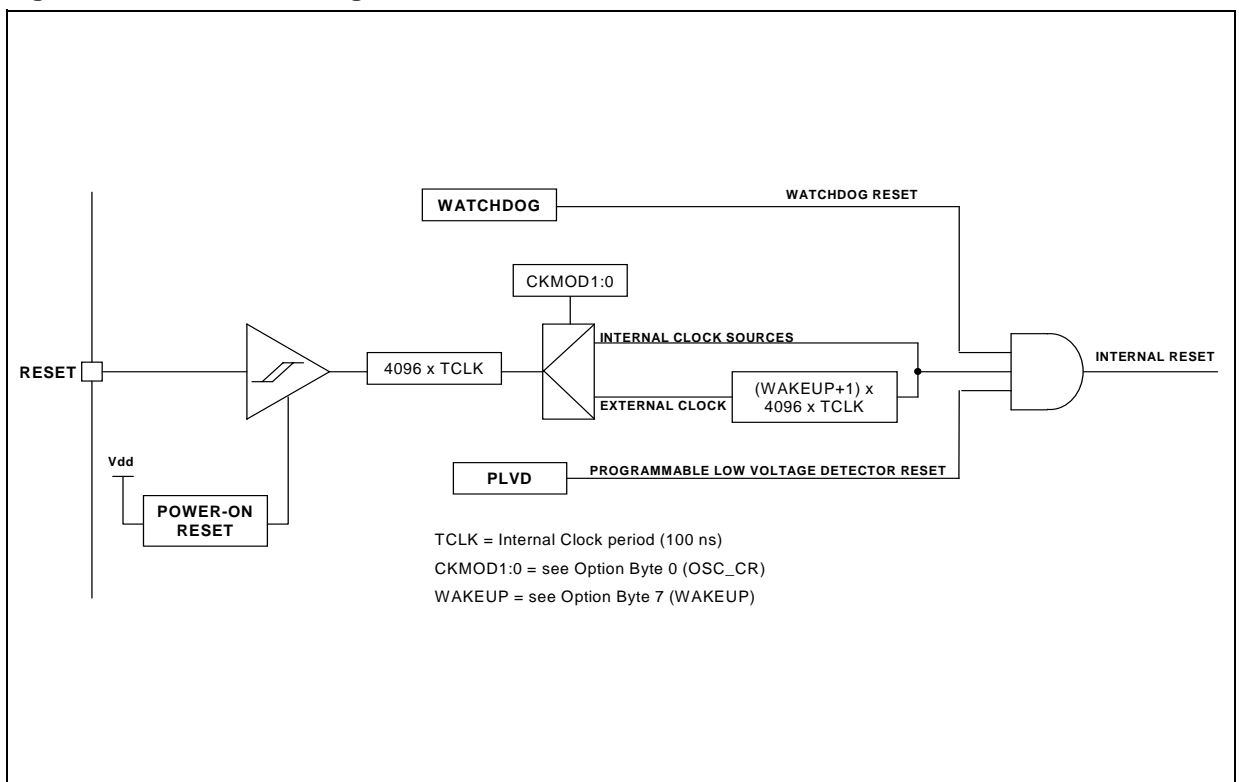 WATCHDOG
WATCHDOG RESET
CKMOD1:0
INTERNAL CLOCK SOURCES
RESET
4096 x TCLK
INTERNAL RESET
(WAKEUP+1) x
4096 x TCLK
EXTERNAL CLOCK
Vdd
PLVD
PROGRAMMABLE LOW VOLTAGE DETECTOR RESET
POWER-ON
RESET
TCLK = Internal Clock period (100 ns)
CKMOD1:0 = see Option Byte 0 (OSC_CR)
WAKEUP = see Option Byte 7 (WAKEUP)